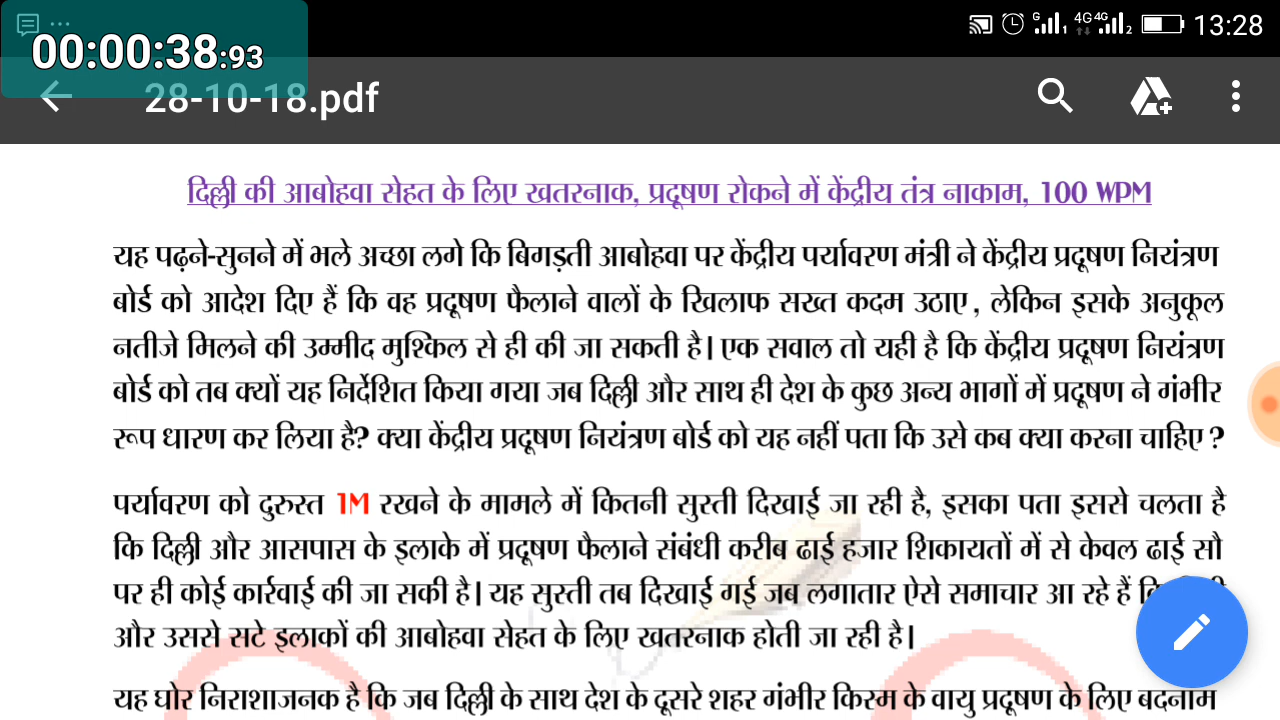 00:00:38:93
G 1 4G4G 2 13:28
28-10-18.pdf
दिल्ली की आबोहवा सेहत के लिए खतरनाक, प्रदूषण रोकने में केंद्रीय तंत्र नाकाम, 100 WPM
यह पढ़ने-सुनने में भले अच्छा लगे कि बिगड़ती आबोहवा पर केंद्रीय पर्यावरण मंत्री ने केंद्रीय प्रदूषण नियंत्रण
बोर्ड को आदेश दिए हैं कि वह प्रदूषण फैलाने वालों के खिलाफ सख्त कदम उठाए, लेकिन इसके अनुकूल
नतीजे मिलने की उम्मीद मुश्किल से ही की जा सकती है। एक सवाल तो यही है कि केंद्रीय प्रदूषण नियंत्रण
बोर्ड को तब क्यों यह निर्देशित किया गया जब दिल्ली और साथ ही देश के कुछ अन्य भागों में प्रदूषण ने गंभीर
रूप धारण कर लिया है? क्या केंद्रीय प्रदूषण नियंत्रण बोर्ड को यह नहीं पता कि उसे कब क्या करना चाहिए?
पर्यावरण को दुरुस्त 1M रखने के मामले में कितनी सुस्ती दिखाई जा रही है, इसका पता इससे चलता है
कि दिल्ली और आसपास के इलाके में प्रदूषण फैलाने संबंधी करीब ढाई हजार शिकायतों में से केवल ढाई सौ
पर ही कोई कार्रवाई की जा सकी है। यह सुस्ती तब दिखाई गई जब लगातार ऐसे समाचार आ रहे हैं
और उससे सटे इलाकों की आबोहवा सेहत के लिए खतरनाक होती जा रही है।
यह घोर निराशाजनक है कि जब दिल्ली के साथ देश के दूसरे शहर गंभीर किस्म के वायु प्रदूषण के लिए बदनाम